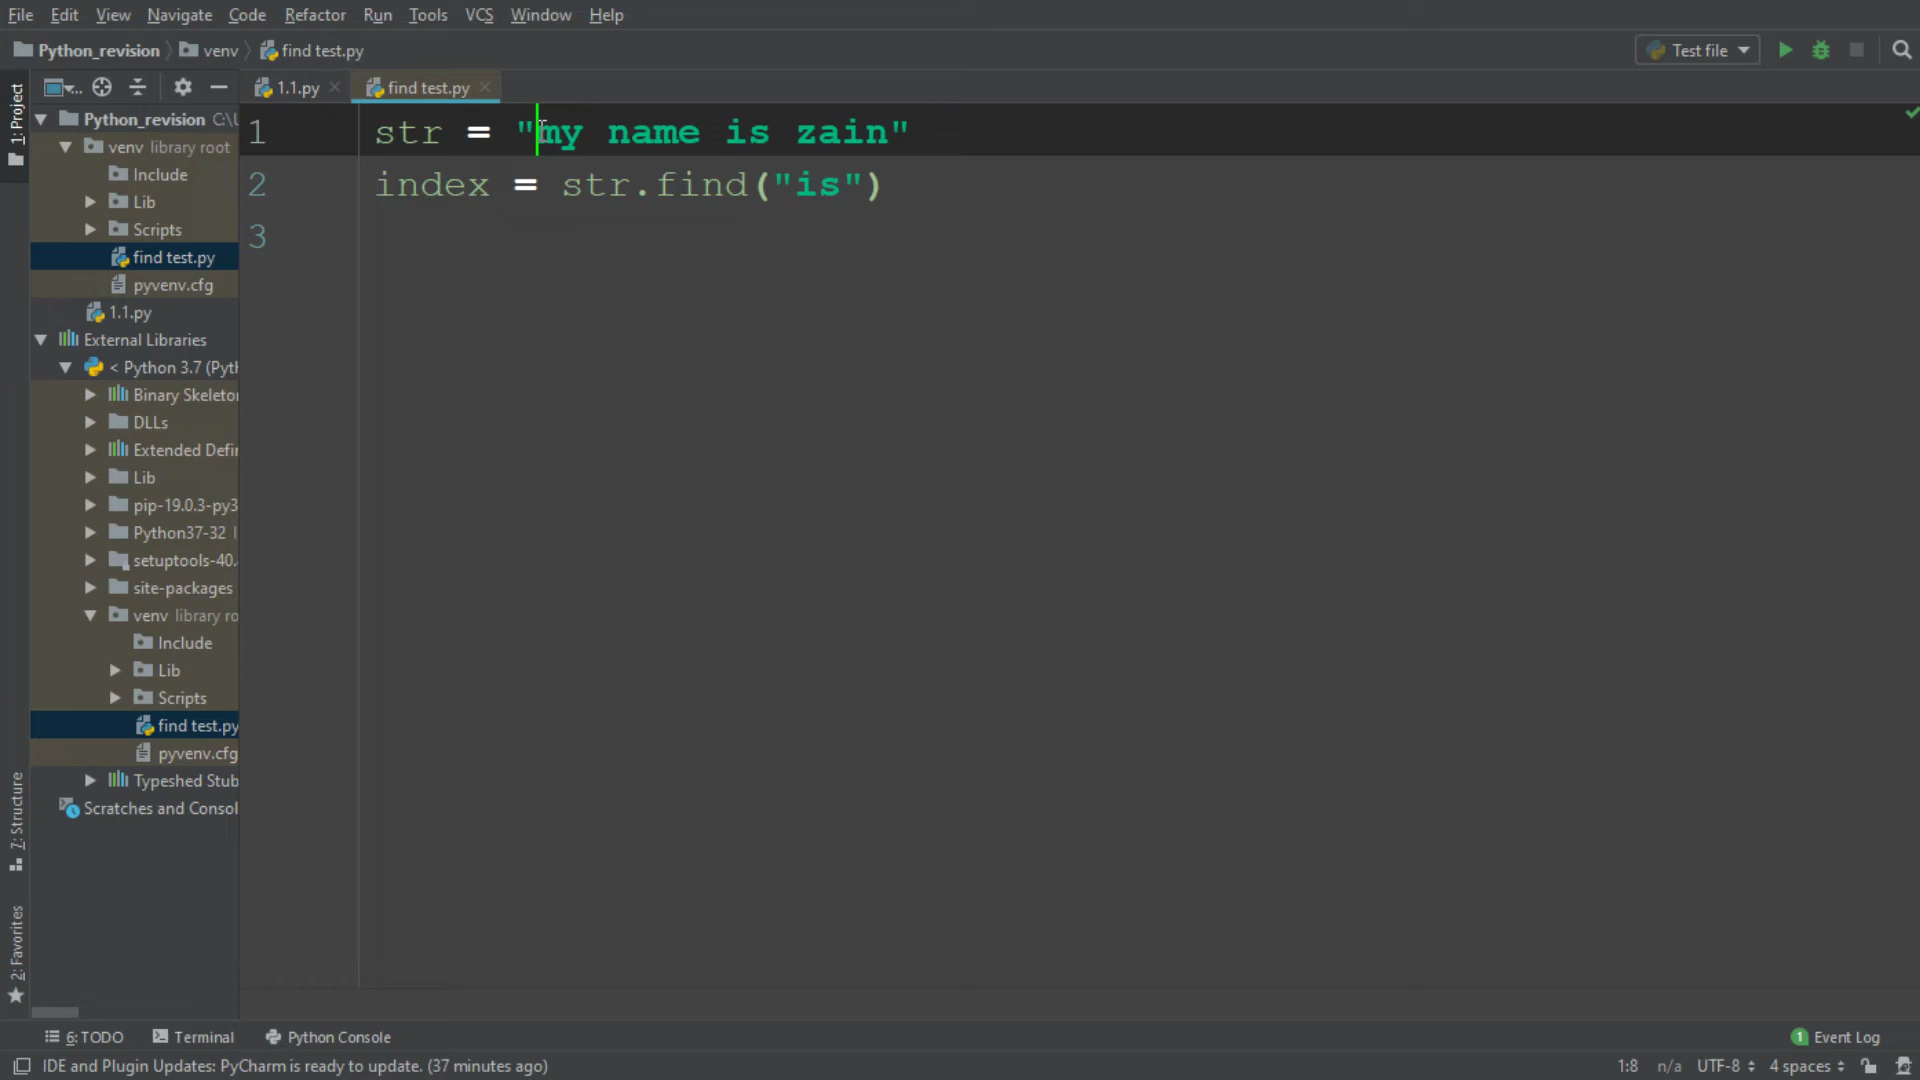 File Edit View Navigate Code Refactor Run Tools VCS Window Help
Python_revision venv find test.py Test file
1: Project
1.1.py find test.py
Python_revision C:\U
venv library root
Include
Lib
Scripts
find test.py
pyvenv.cfg
1.1.py
External Libraries
< Python 3.7 (Pyth
Binary Skeleton
DLLs
Extended Defin
Lib
pip-19.0.3-py3
Python37-32
setuptools-40.
site-packages
venv library ro
Include
Lib
Scripts
find test.py
pyvenv.cfg
Typeshed Stub
Scratches and Consol
1 str = "my name is zain"
2 index = str.find("is")
3
7: Structure
2: Favorites
6: TODO Terminal Python Console 1 Event Log
IDE and Plugin Updates: PyCharm is ready to update. (37 minutes ago) 1:8 n/a UTF-8 4 spaces